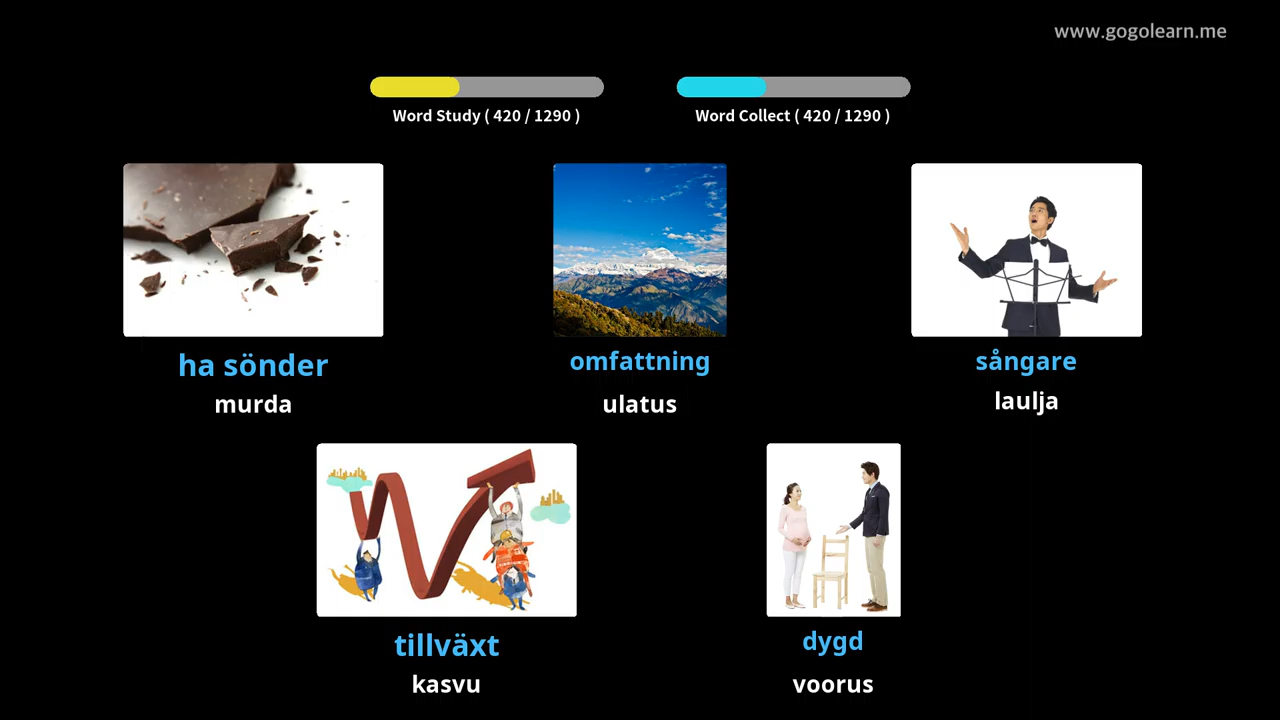 www.gogolearn.me
Word Study ( 420 / 1290 )
Word Collect ( 420 / 1290 )
ha sönder
murda
omfattning
ulatus
sångare
laulja
tillväxt
kasvu
dygd
voorus